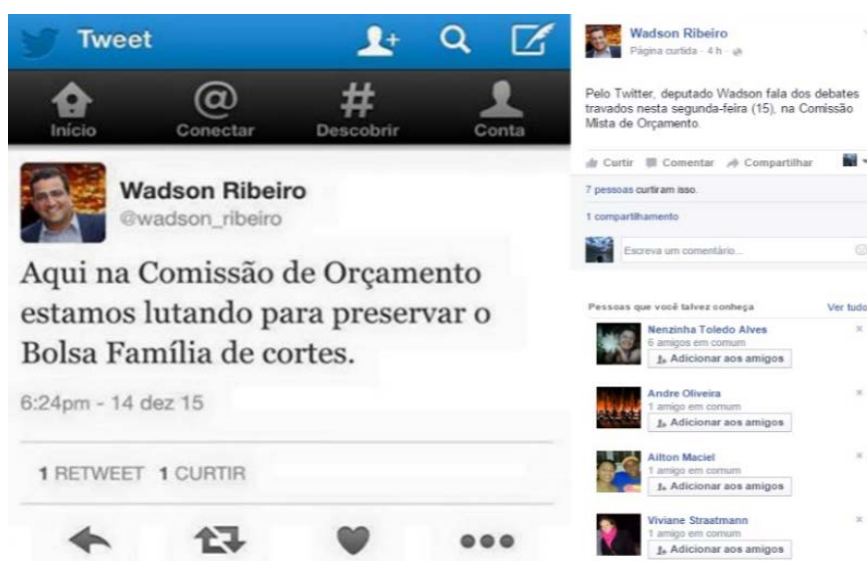 Tweet
Início
Conectar
Descobrir
Conta
Wadson Ribeiro
@wadson_ribeiro
Aqui na Comissão de Orçamento
estamos lutando para preservar o
Bolsa Família de cortes.
6:24pm - 14 dez 15
1 RETWEET 1 CURTIR
Wadson Ribeiro
Página curtida · 4 h ·
Pelo Twitter, deputado Wadson fala dos debates
travados nesta segunda-feira (15), na Comissão
Mista de Orçamento.
Curtir Comentar Compartilhar
7 pessoas curtiram isso.
1 compartilhamento
Escreva um comentário...
Pessoas que você talvez conheça Ver tudo
Nenzinha Toledo Alves
6 amigos em comum
Adicionar aos amigos
Andre Oliveira
1 amigo em comum
Adicionar aos amigos
Ailton Maciel
1 amigo em comum
Adicionar aos amigos
Viviane Straatmann
1 amigo em comum
Adicionar aos amigos